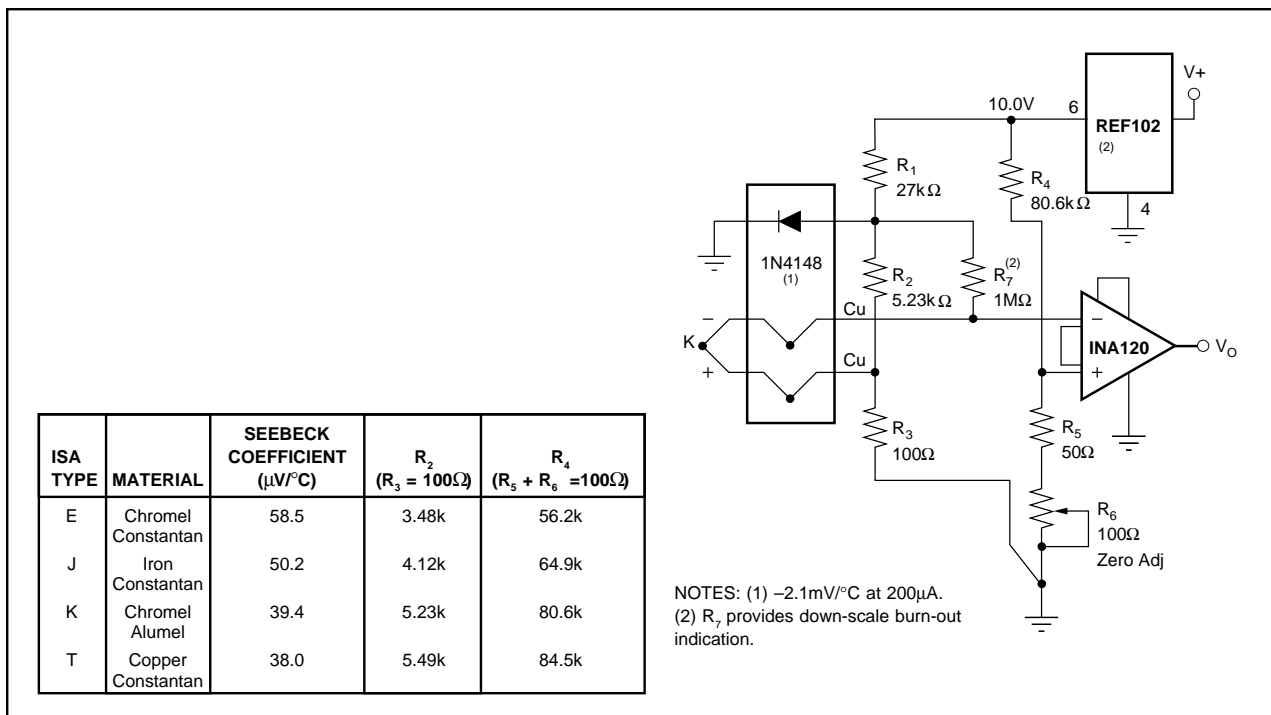 V+
10.0V
6
REF102
(2)
4
R1
27kΩ
R4
80.6kΩ
1N4148
(1)
R2
5.23kΩ
R7(2)
1MΩ
Cu
–
K
+
Cu
–
INA120
+
VO
R3
100Ω
R5
50Ω
R6
100Ω
Zero Adj
NOTES: (1) –2.1mV/°C at 200µA.
(2) R7 provides down-scale burn-out
indication.
ISA TYPE MATERIAL SEEBECK COEFFICIENT (µV/°C) R2 (R3 = 100Ω) R4 (R5 + R6 =100Ω)
E Chromel Constantan 58.5 3.48k 56.2k
J Iron Constantan 50.2 4.12k 64.9k
K Chromel Alumel 39.4 5.23k 80.6k
T Copper Constantan 38.0 5.49k 84.5k